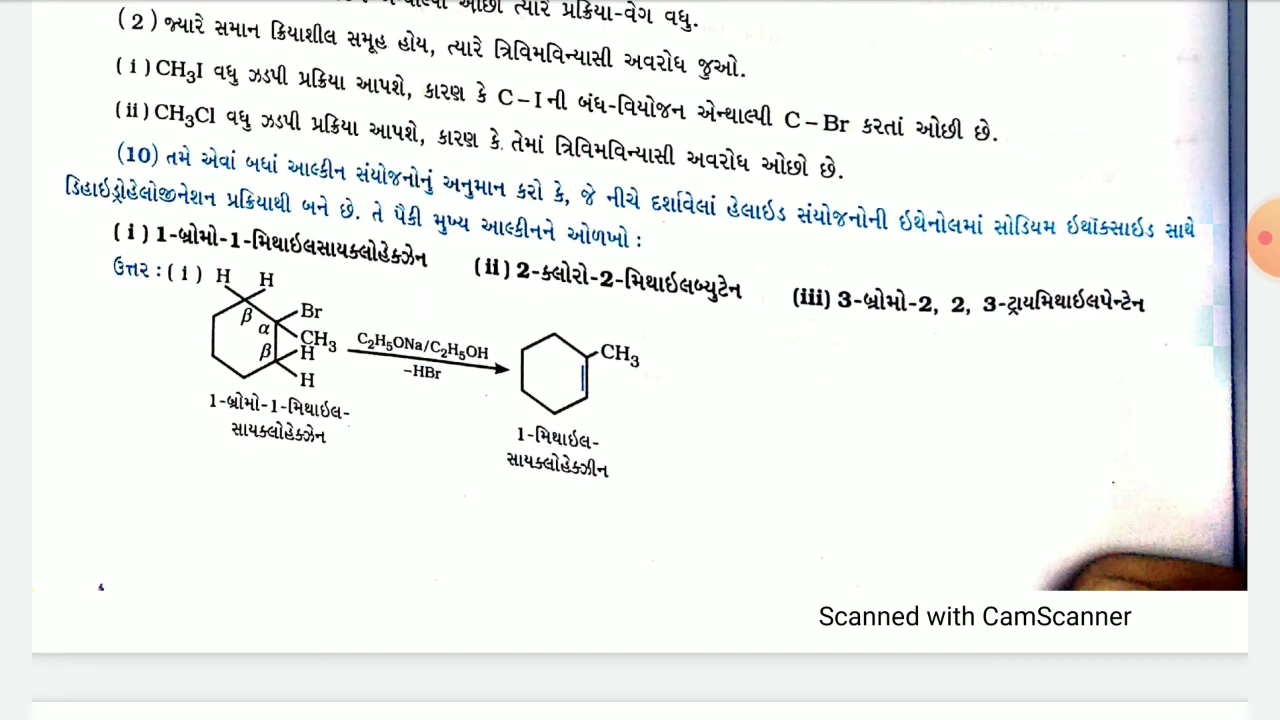 ઓછી ત્યારે પ્રક્રિયા-વેગ વધુ.
(2) જ્યારે સમાન ક્રિયાશીલ સમૂહ હોય, ત્યારે ત્રિવિમવિન્યાસી અવરોધ જુઓ.
(i) CH₃I વધુ ઝડપી પ્રક્રિયા આપશે, કારણ કે C–Iની બંધ-વિયોજન એન્થાલ્પી C–Br કરતાં ઓછી છે.
(ii) CH₃Cl વધુ ઝડપી પ્રક્રિયા આપશે, કારણ કે તેમાં ત્રિવિમવિન્યાસી અવરોધ ઓછો છે.
(10) તમે એવાં બધાં આલ્કીન સંયોજનોનું અનુમાન કરો કે, જે નીચે દર્શાવેલાં હેલાઇડ સંયોજનોની ઇથેનોલમાં સોડિયમ ઇથૉક્સાઇડ સાથે
ડિહાઇડ્રોહેલોજીનેશન પ્રક્રિયાથી બને છે. તે પૈકી મુખ્ય આલ્કીનને ઓળખો :
(i) 1-બ્રોમો-1-મિથાઇલસાયક્લોહેક્ઝેન (ii) 2-ક્લોરો-2-મિથાઇલબ્યુટેન (iii) 3-બ્રોમો-2, 2, 3-ટ્રાયમિથાઇલપેન્ટેન
ઉત્તર : (i) H H
β α Br
CH₃
β H
H
C₂H₅ONa/C₂H₅OH
–HBr
CH₃
1-બ્રોમો-1-મિથાઇલ-
સાયક્લોહેક્ઝેન
1-મિથાઇલ-
સાયક્લોહેક્ઝીન
Scanned with CamScanner